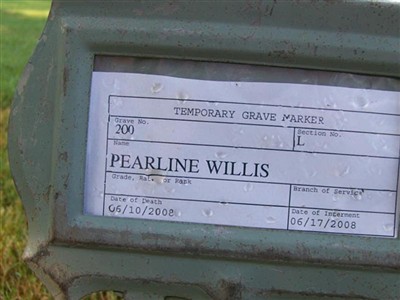 TEMPORARY GRAVE MARKER
Grave No. Section No.
200 L
Name
PEARLINE WILLIS
Grade, Rate or Rank Branch of Service
Date of Death Date of Interment
06/10/2008 06/17/2008